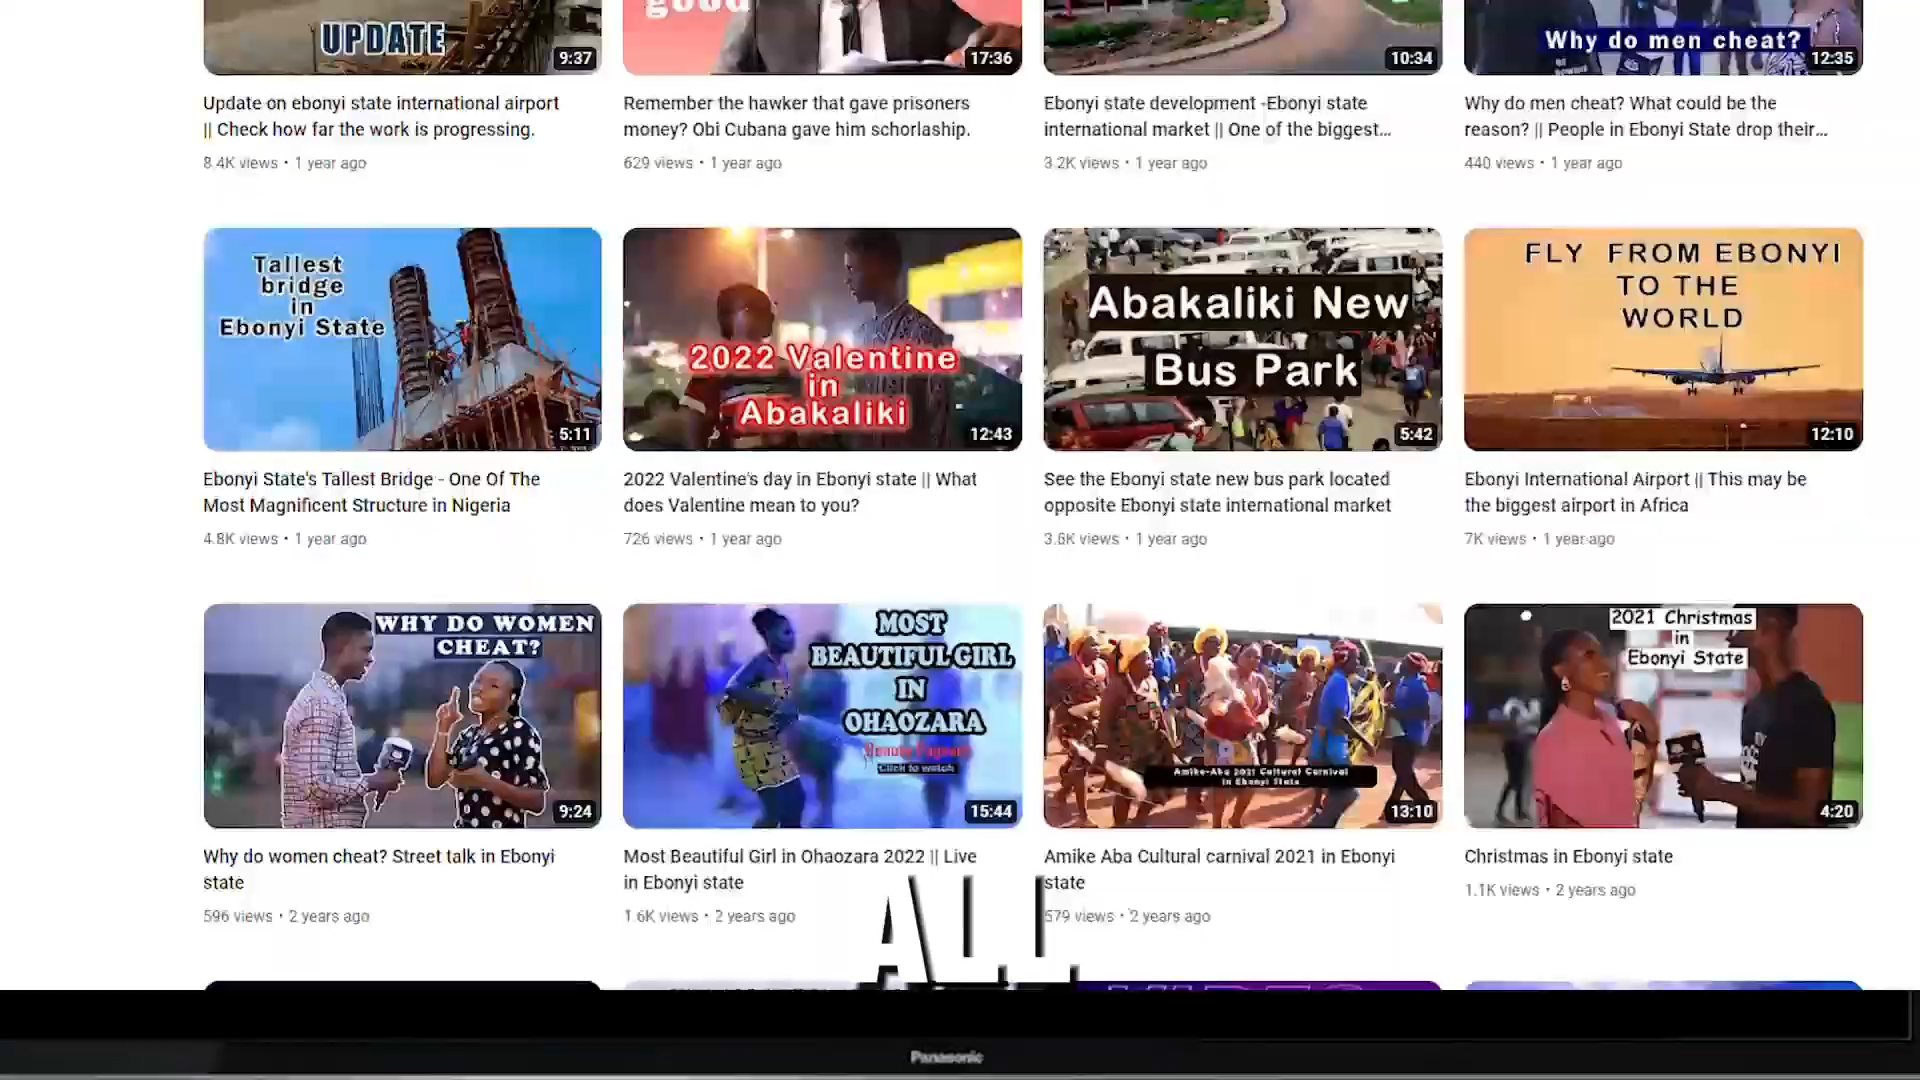 UPDATE
9:37
good
17:36
10:34
Why do men cheat?
12:35
Update on ebonyi state international airport
|| Check how far the work is progressing.
8.4K views • 1 year ago
Remember the hawker that gave prisoners
money? Obi Cubana gave him schorlaship.
629 views • 1 year ago
Ebonyi state development -Ebonyi state
international market || One of the biggest...
3.2K views • 1 year ago
Why do men cheat? What could be the
reason? || People in Ebonyi State drop their...
440 views • 1 year ago
Tallest
bridge
in
Ebonyi State
5:11
2022 Valentine
in
Abakaliki
12:43
Abakaliki New
Bus Park
5:42
FLY FROM EBONYI
TO THE
WORLD
12:10
Ebonyi State's Tallest Bridge - One Of The
Most Magnificent Structure in Nigeria
4.8K views • 1 year ago
2022 Valentine's day in Ebonyi state || What
does Valentine mean to you?
726 views • 1 year ago
See the Ebonyi state new bus park located
opposite Ebonyi state international market
3.6K views • 1 year ago
Ebonyi International Airport || This may be
the biggest airport in Africa
7K views • 1 year ago
WHY DO WOMEN
CHEAT?
9:24
MOST
BEAUTIFUL GIRL
IN
OHAOZARA
Beauty Pageant
Click to watch
15:44
Amike-Aba 2021 Cultural Carnival
in Ebonyi State
13:10
2021 Christmas
in
Ebonyi State
4:20
Why do women cheat? Street talk in Ebonyi
state
596 views • 2 years ago
Most Beautiful Girl in Ohaozara 2022 || Live
in Ebonyi state
1.6K views • 2 years ago
Amike Aba Cultural carnival 2021 in Ebonyi
state
579 views • 2 years ago
Christmas in Ebonyi state
1.1K views • 2 years ago
ALL
Panasonic